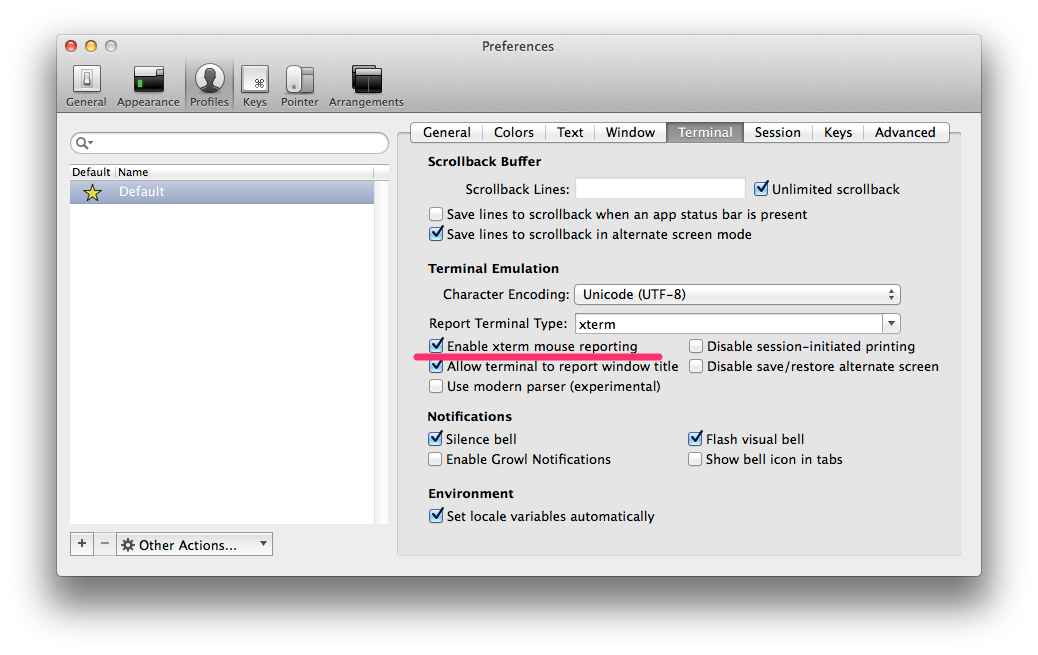 Preferences
General Appearance Profiles Keys Pointer Arrangements
General Colors Text Window Terminal Session Keys Advanced
Default Name
Default
Scrollback Buffer
Scrollback Lines: Unlimited scrollback
Save lines to scrollback when an app status bar is present
Save lines to scrollback in alternate screen mode
Terminal Emulation
Character Encoding: Unicode (UTF-8)
Report Terminal Type: xterm
Enable xterm mouse reporting Disable session-initiated printing
Allow terminal to report window title Disable save/restore alternate screen
Use modern parser (experimental)
Notifications
Silence bell Flash visual bell
Enable Growl Notifications Show bell icon in tabs
Environment
Set locale variables automatically
+ − Other Actions...